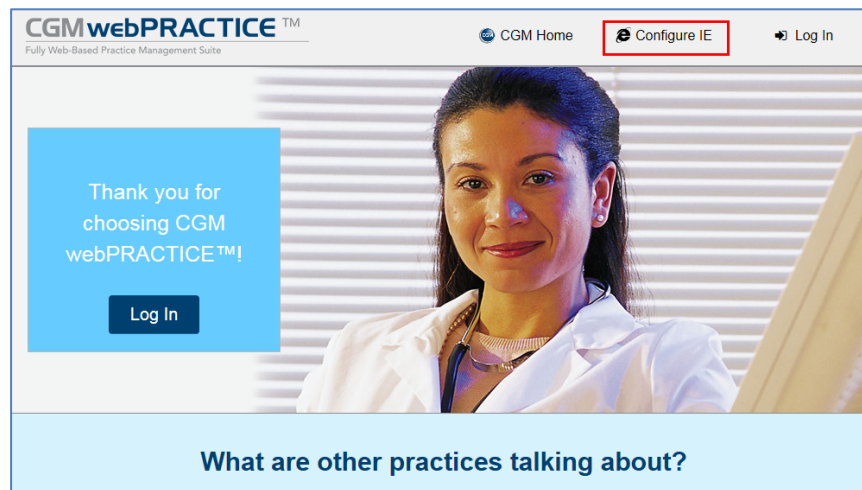 CGM webPRACTICE ™
Fully Web-Based Practice Management Suite
CGM Home
Configure IE
Log In
Thank you for
choosing CGM
webPRACTICE™!
Log In
What are other practices talking about?